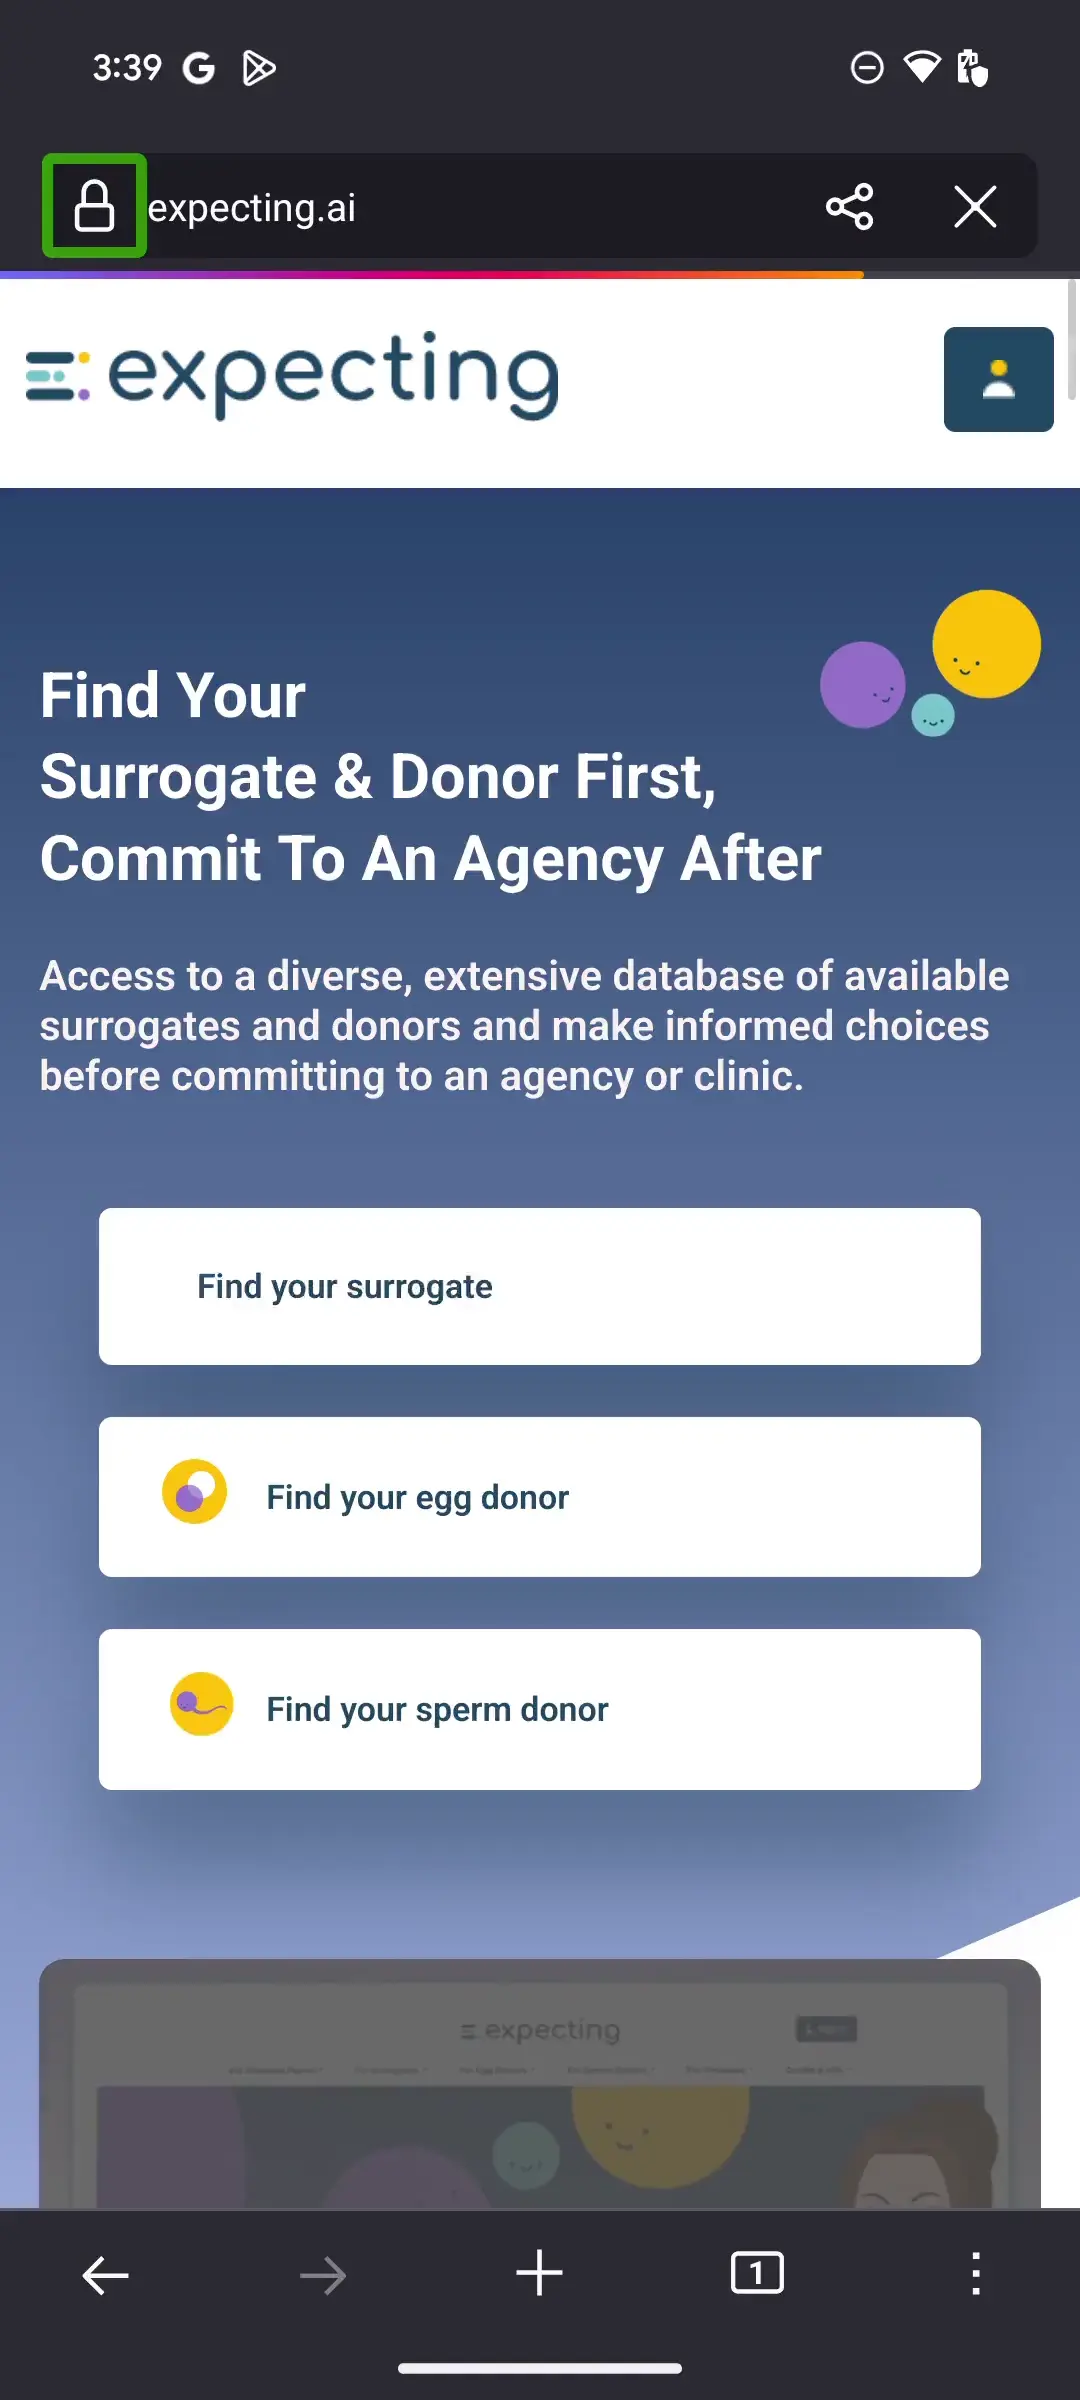 3:39
expecting.ai
expecting
Find Your
Surrogate & Donor First,
Commit To An Agency After
Access to a diverse, extensive database of available
surrogates and donors and make informed choices
before committing to an agency or clinic.
Find your surrogate
Find your egg donor
Find your sperm donor
expecting
1